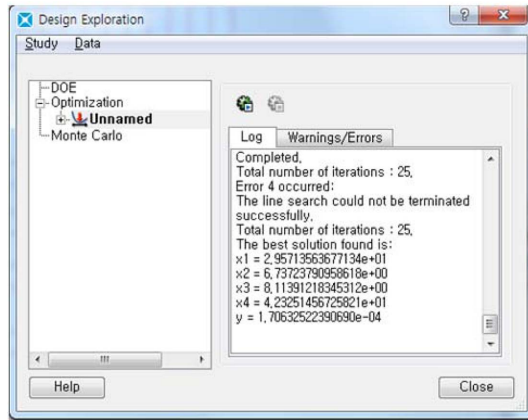 Design Exploration
Study Data
DOE
Optimization
Unnamed
Monte Carlo
Log Warnings/Errors
Completed,
Total number of iterations : 25,
Error 4 occurred:
The line search could not be terminated
successfully,
Total number of iterations : 25,
The best solution found is:
x1 = 2,95713563677134e+01
x2 = 6,73723790958618e+00
x3 = 8,11391218345312e+00
x4 = 4,23251456725821e+01
y = 1,70632522390690e-04
Help
Close